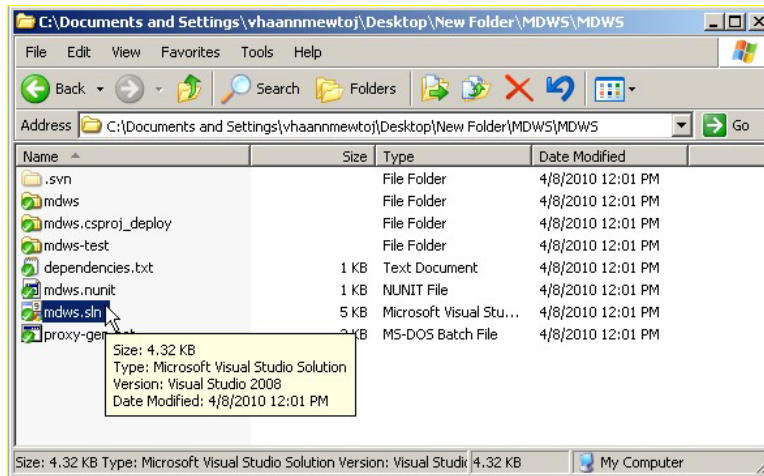 C:\Documents and Settings\vhaannmewtoj\Desktop\New Folder\MDWS\MDWS
File Edit View Favorites Tools Help
Back Search Folders
Address C:\Documents and Settings\vhaannmewtoj\Desktop\New Folder\MDWS\MDWS Go
Name Size Type Date Modified
.svn File Folder 4/8/2010 12:01 PM
mdws File Folder 4/8/2010 12:01 PM
mdws.csproj_deploy File Folder 4/8/2010 12:01 PM
mdws-test File Folder 4/8/2010 12:01 PM
dependencies.txt 1 KB Text Document 4/8/2010 12:01 PM
mdws.nunit 1 KB NUNIT File 4/8/2010 12:01 PM
mdws.sln 5 KB Microsoft Visual Stu... 4/8/2010 12:01 PM
KB MS-DOS Batch File 4/8/2010 12:01 PM
Size: 4.32 KB
Type: Microsoft Visual Studio Solution
Version: Visual Studio 2008
Date Modified: 4/8/2010 12:01 PM
Size: 4.32 KB Type: Microsoft Visual Studio Solution Version: Visual Studi 4.32 KB My Computer